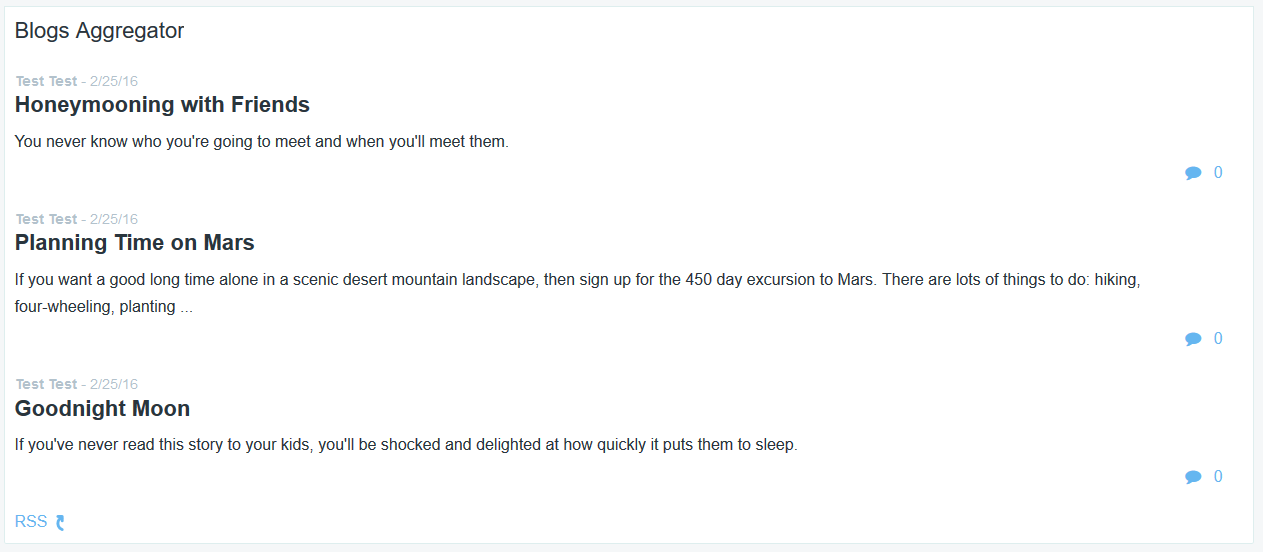 Blogs Aggregator
Test Test - 2/25/16
Honeymooning with Friends
You never know who you're going to meet and when you'll meet them.
0
Test Test - 2/25/16
Planning Time on Mars
If you want a good long time alone in a scenic desert mountain landscape, then sign up for the 450 day excursion to Mars. There are lots of things to do: hiking,
four-wheeling, planting ...
0
Test Test - 2/25/16
Goodnight Moon
If you've never read this story to your kids, you'll be shocked and delighted at how quickly it puts them to sleep.
0
RSS